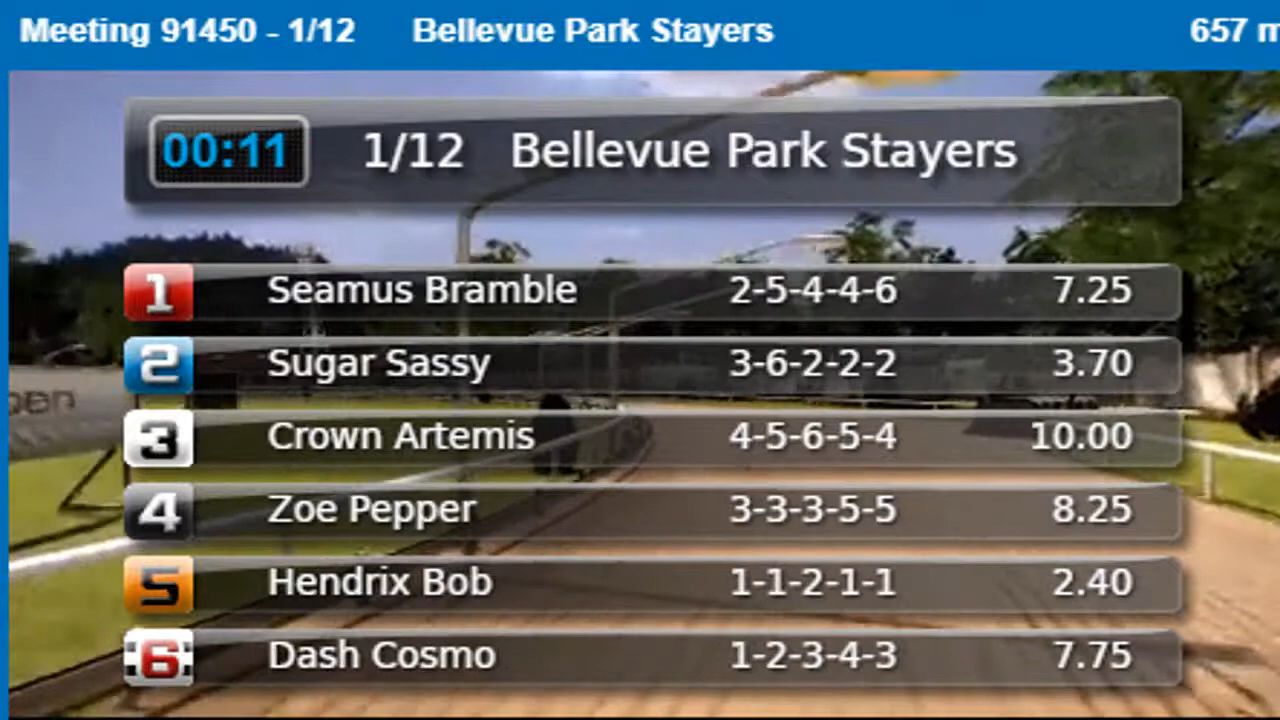 Meeting 91450 - 1/12 Bellevue Park Stayers 657 m
00:11 1/12 Bellevue Park Stayers
1 Seamus Bramble 2-5-4-4-6 7.25
2 Sugar Sassy 3-6-2-2-2 3.70
3 Crown Artemis 4-5-6-5-4 10.00
4 Zoe Pepper 3-3-3-5-5 8.25
5 Hendrix Bob 1-1-2-1-1 2.40
6 Dash Cosmo 1-2-3-4-3 7.75